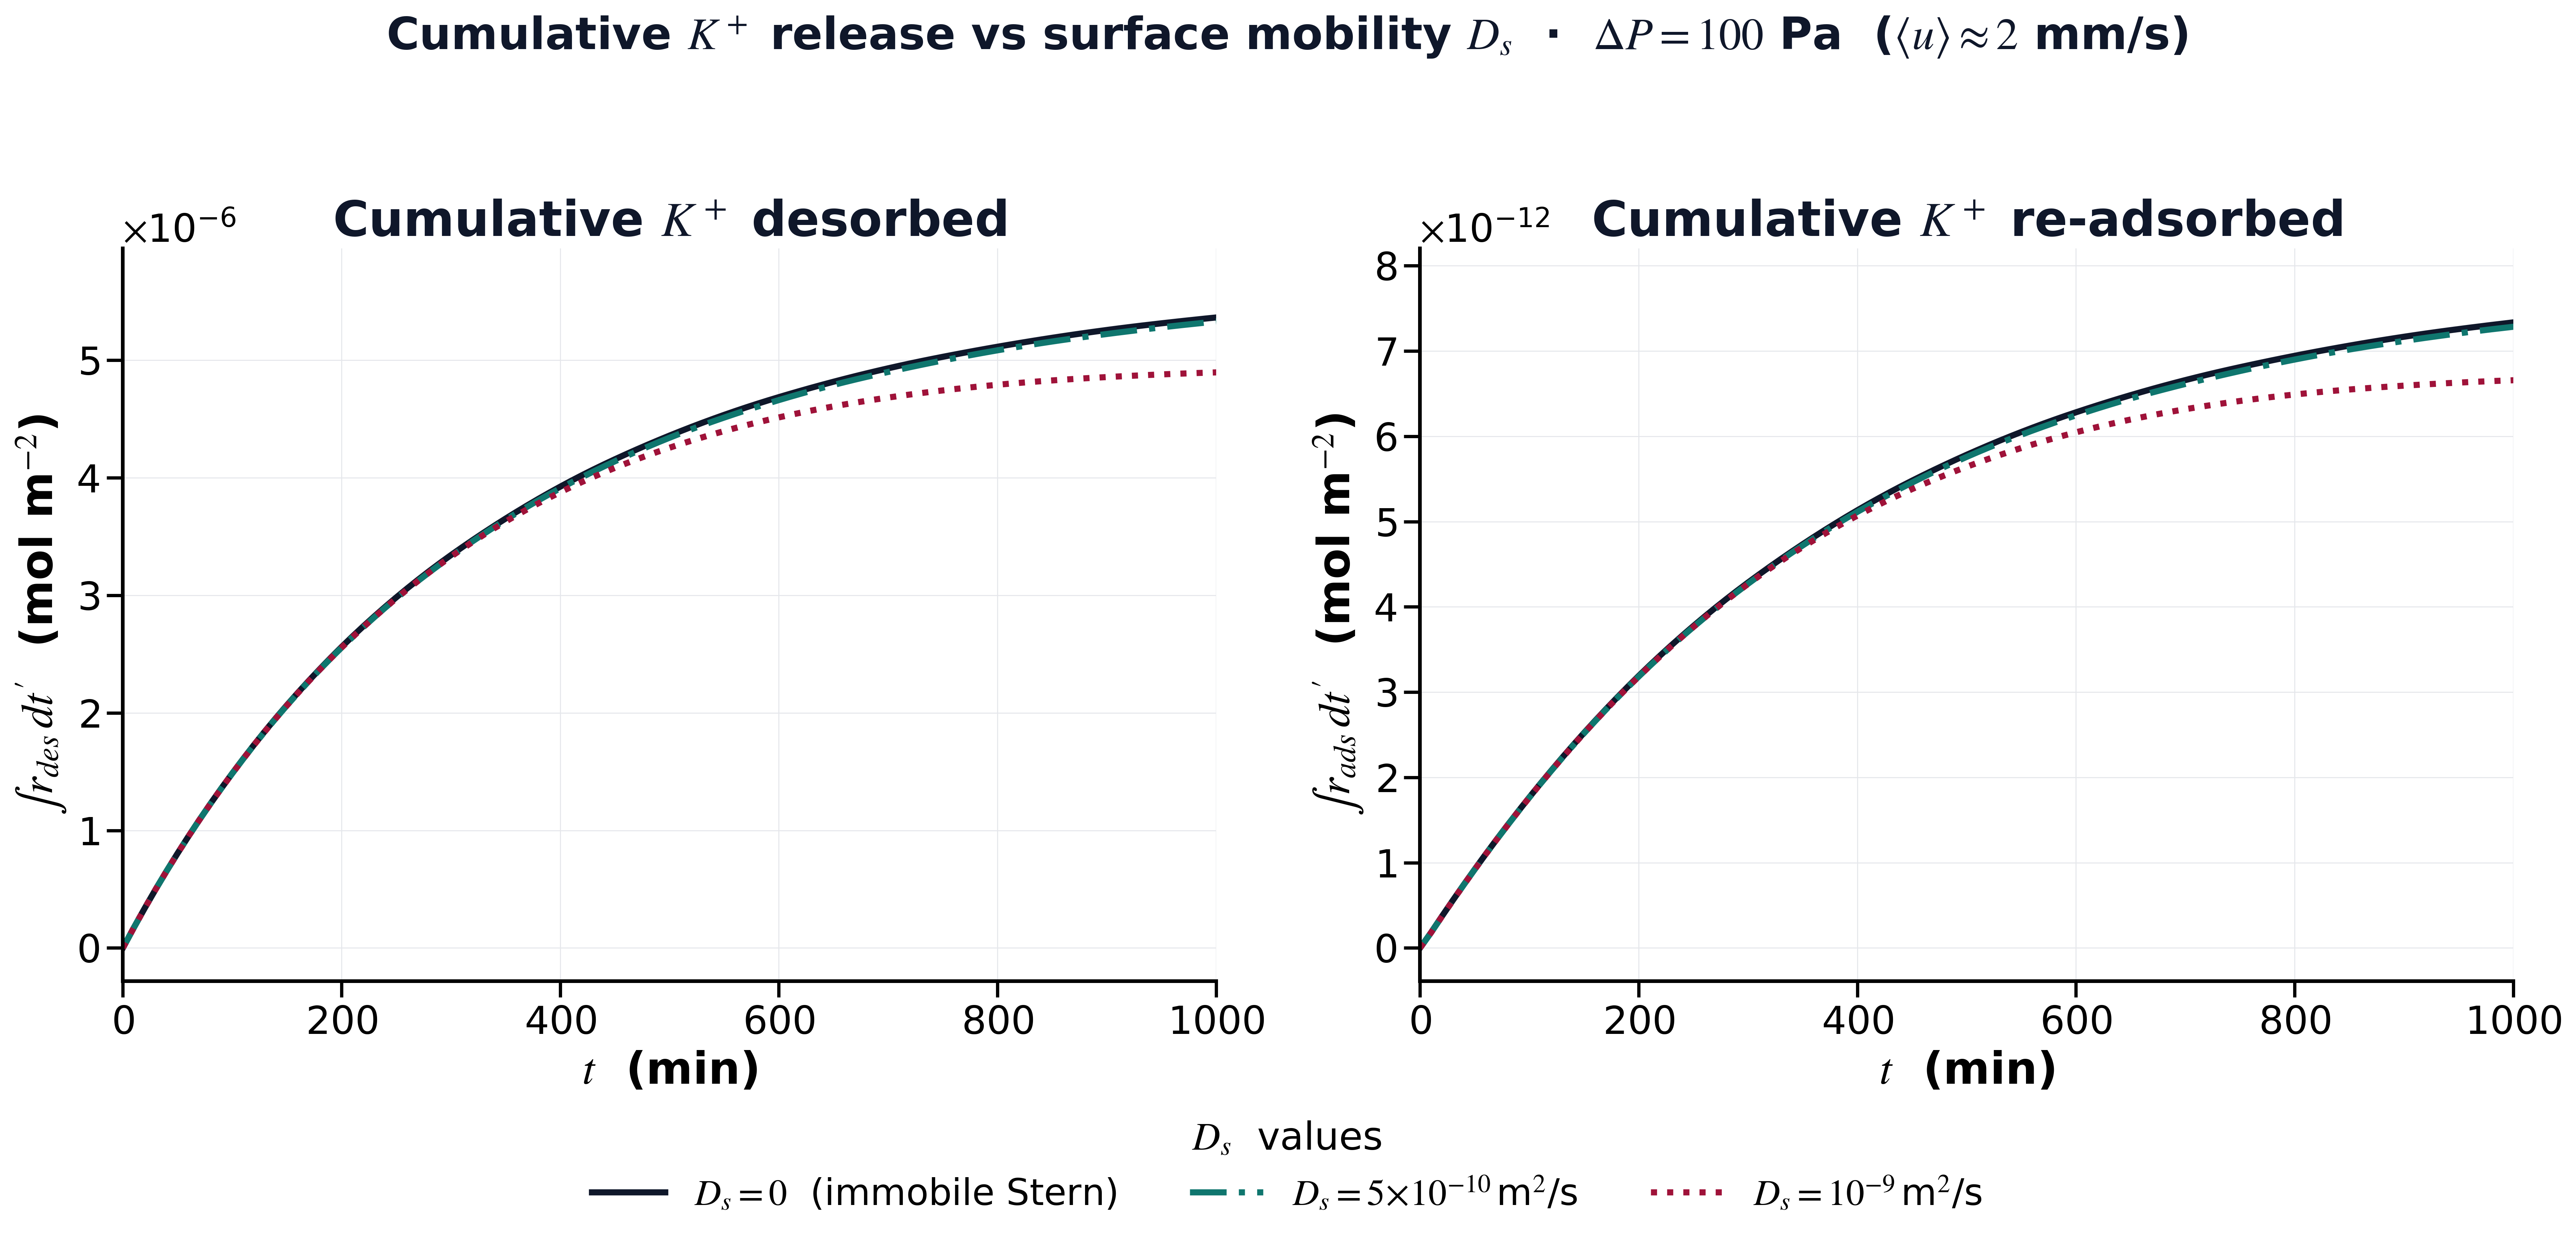 Cumulative K⁺ release vs surface mobility Dₛ · ΔP = 100 Pa (⟨u⟩ ≈ 2 mm/s)
Cumulative K⁺ desorbed
×10⁻⁶
∫r_des dt′ (mol m⁻²)
5
4
3
2
1
0
0 200 400 600 800 1000
t (min)
Cumulative K⁺ re-adsorbed
×10⁻¹²
∫r_ads dt′ (mol m⁻²)
8
7
6
5
4
3
2
1
0
0 200 400 600 800 1000
t (min)
Dₛ values
Dₛ = 0 (immobile Stern)
Dₛ = 5×10⁻¹⁰ m²/s
Dₛ = 10⁻⁹ m²/s